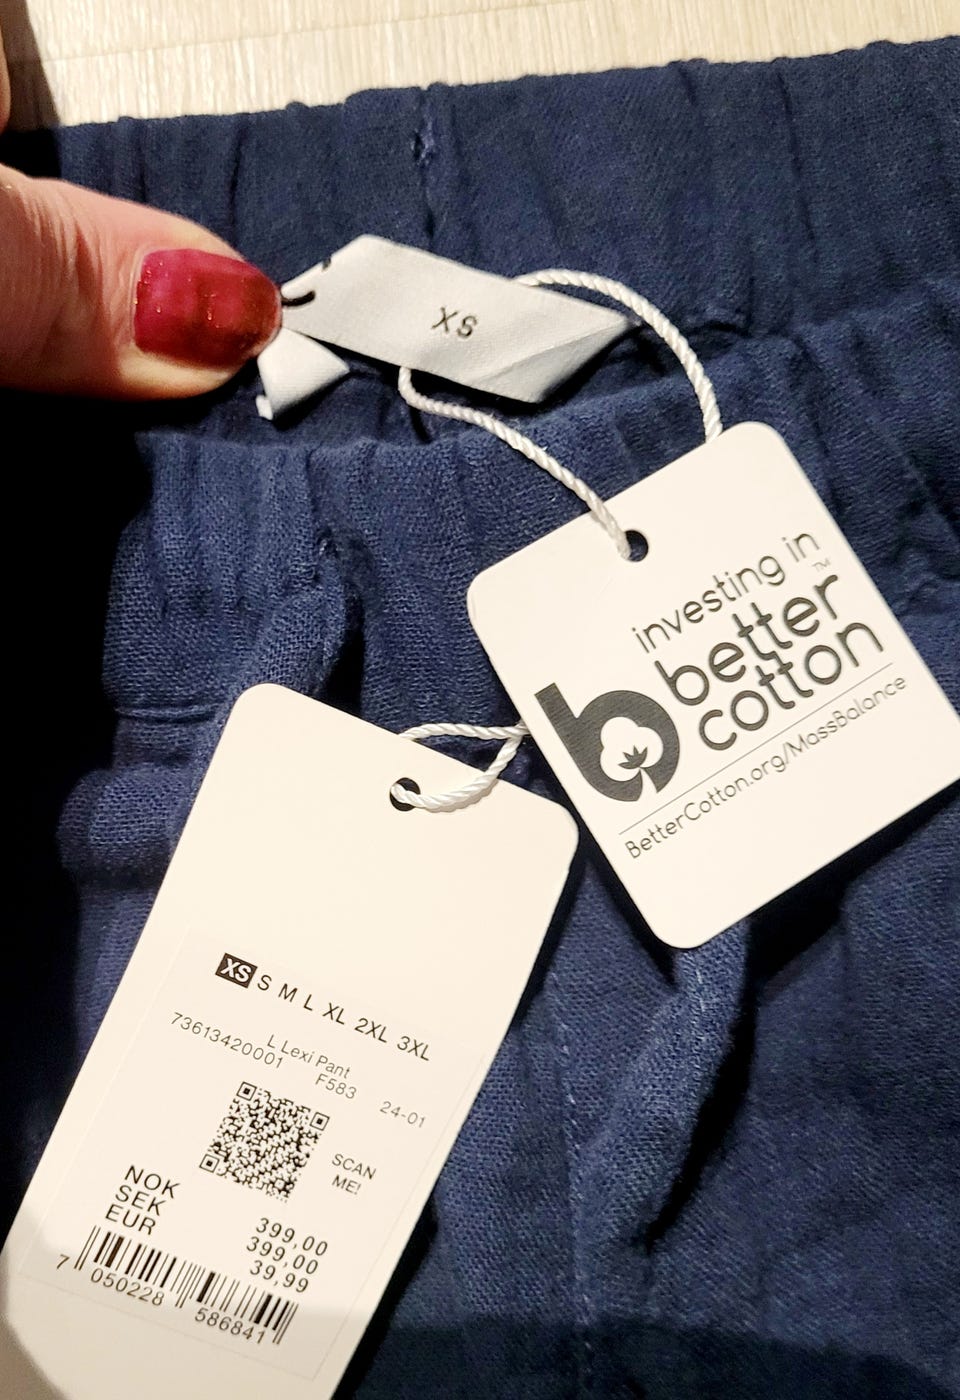 XS
investing in
better™
cotton
BetterCotton.org/MassBalance
XS S M L XL 2XL 3XL
L Lexi Pant
73613420001 F583 24-01
SCAN
ME!
NOK 399,00
SEK 399,00
EUR 39,99
7 050228 586841